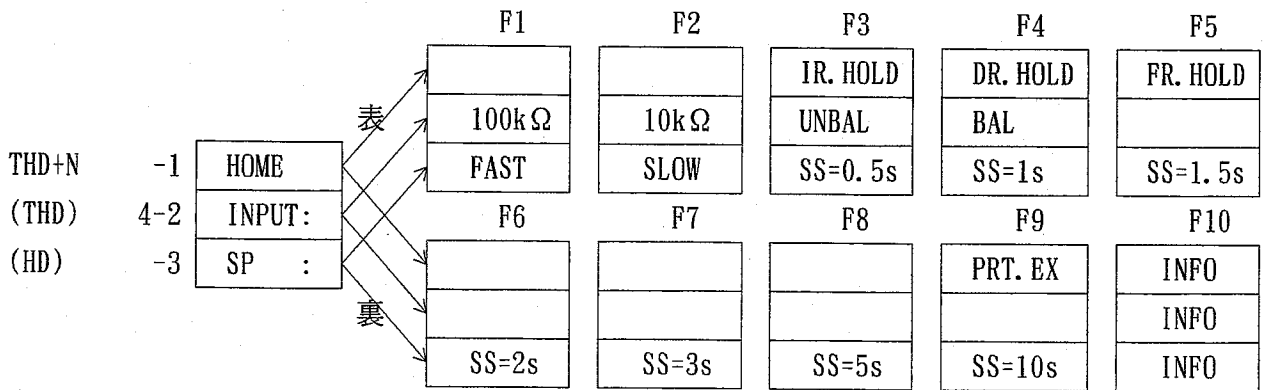 F1 F2 F3 F4 F5
IR.HOLD DR.HOLD FR.HOLD
表 100kΩ 10kΩ UNBAL BAL
THD+N -1 HOME FAST SLOW SS=0.5s SS=1s SS=1.5s
(THD) 4-2 INPUT: F6 F7 F8 F9 F10
(HD) -3 SP : PRT.EX INFO
裏 INFO
SS=2s SS=3s SS=5s SS=10s INFO